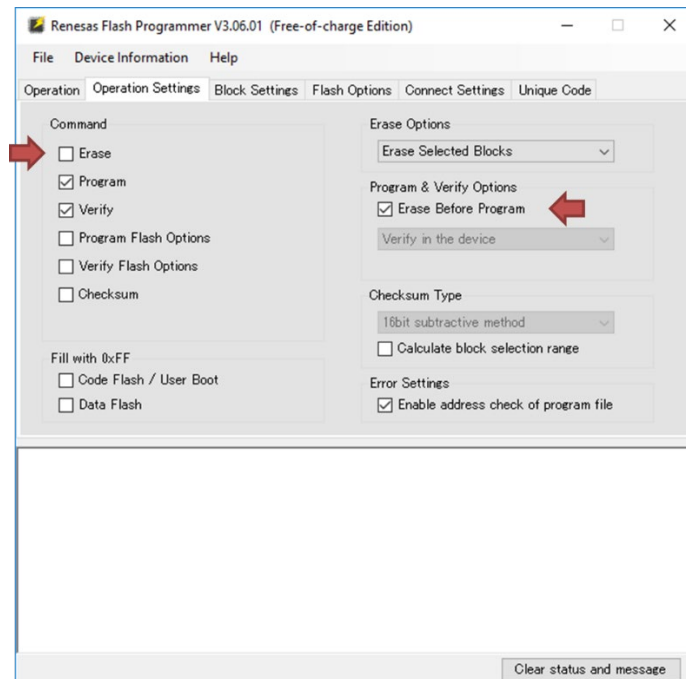 Renesas Flash Programmer V3.06.01 (Free-of-charge Edition)
File Device Information Help
Operation Operation Settings Block Settings Flash Options Connect Settings Unique Code
Command
Erase
Program
Verify
Program Flash Options
Verify Flash Options
Checksum
Fill with 0xFF
Code Flash / User Boot
Data Flash
Erase Options
Erase Selected Blocks
Program & Verify Options
Erase Before Program
Verify in the device
Checksum Type
16bit subtractive method
Calculate block selection range
Error Settings
Enable address check of program file
Clear status and message